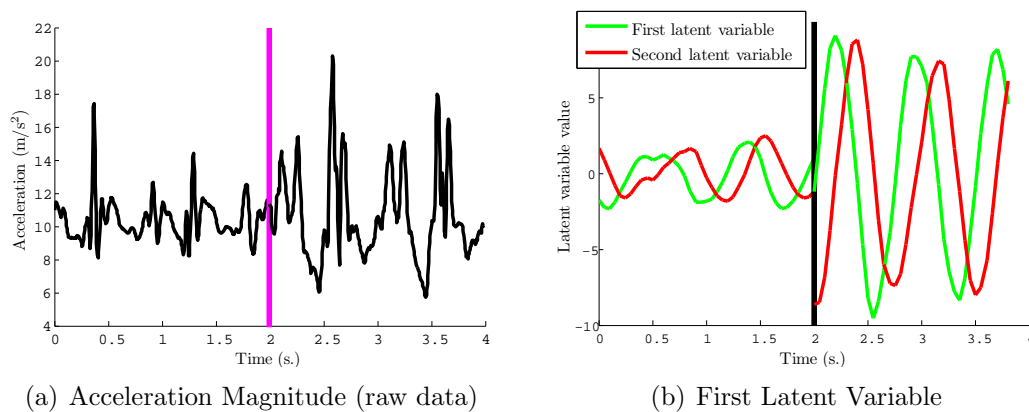 22
20
18
16
14
12
10
8
6
4
Acceleration (m/s²)
0 0.5 1 1.5 2 2.5 3 3.5 4
Time (s.)
(a) Acceleration Magnitude (raw data)
First latent variable
Second latent variable
5
0
−5
−10
Latent variable value
0 0.5 1 1.5 2 2.5 3 3.5 4
Time (s.)
(b) First Latent Variable